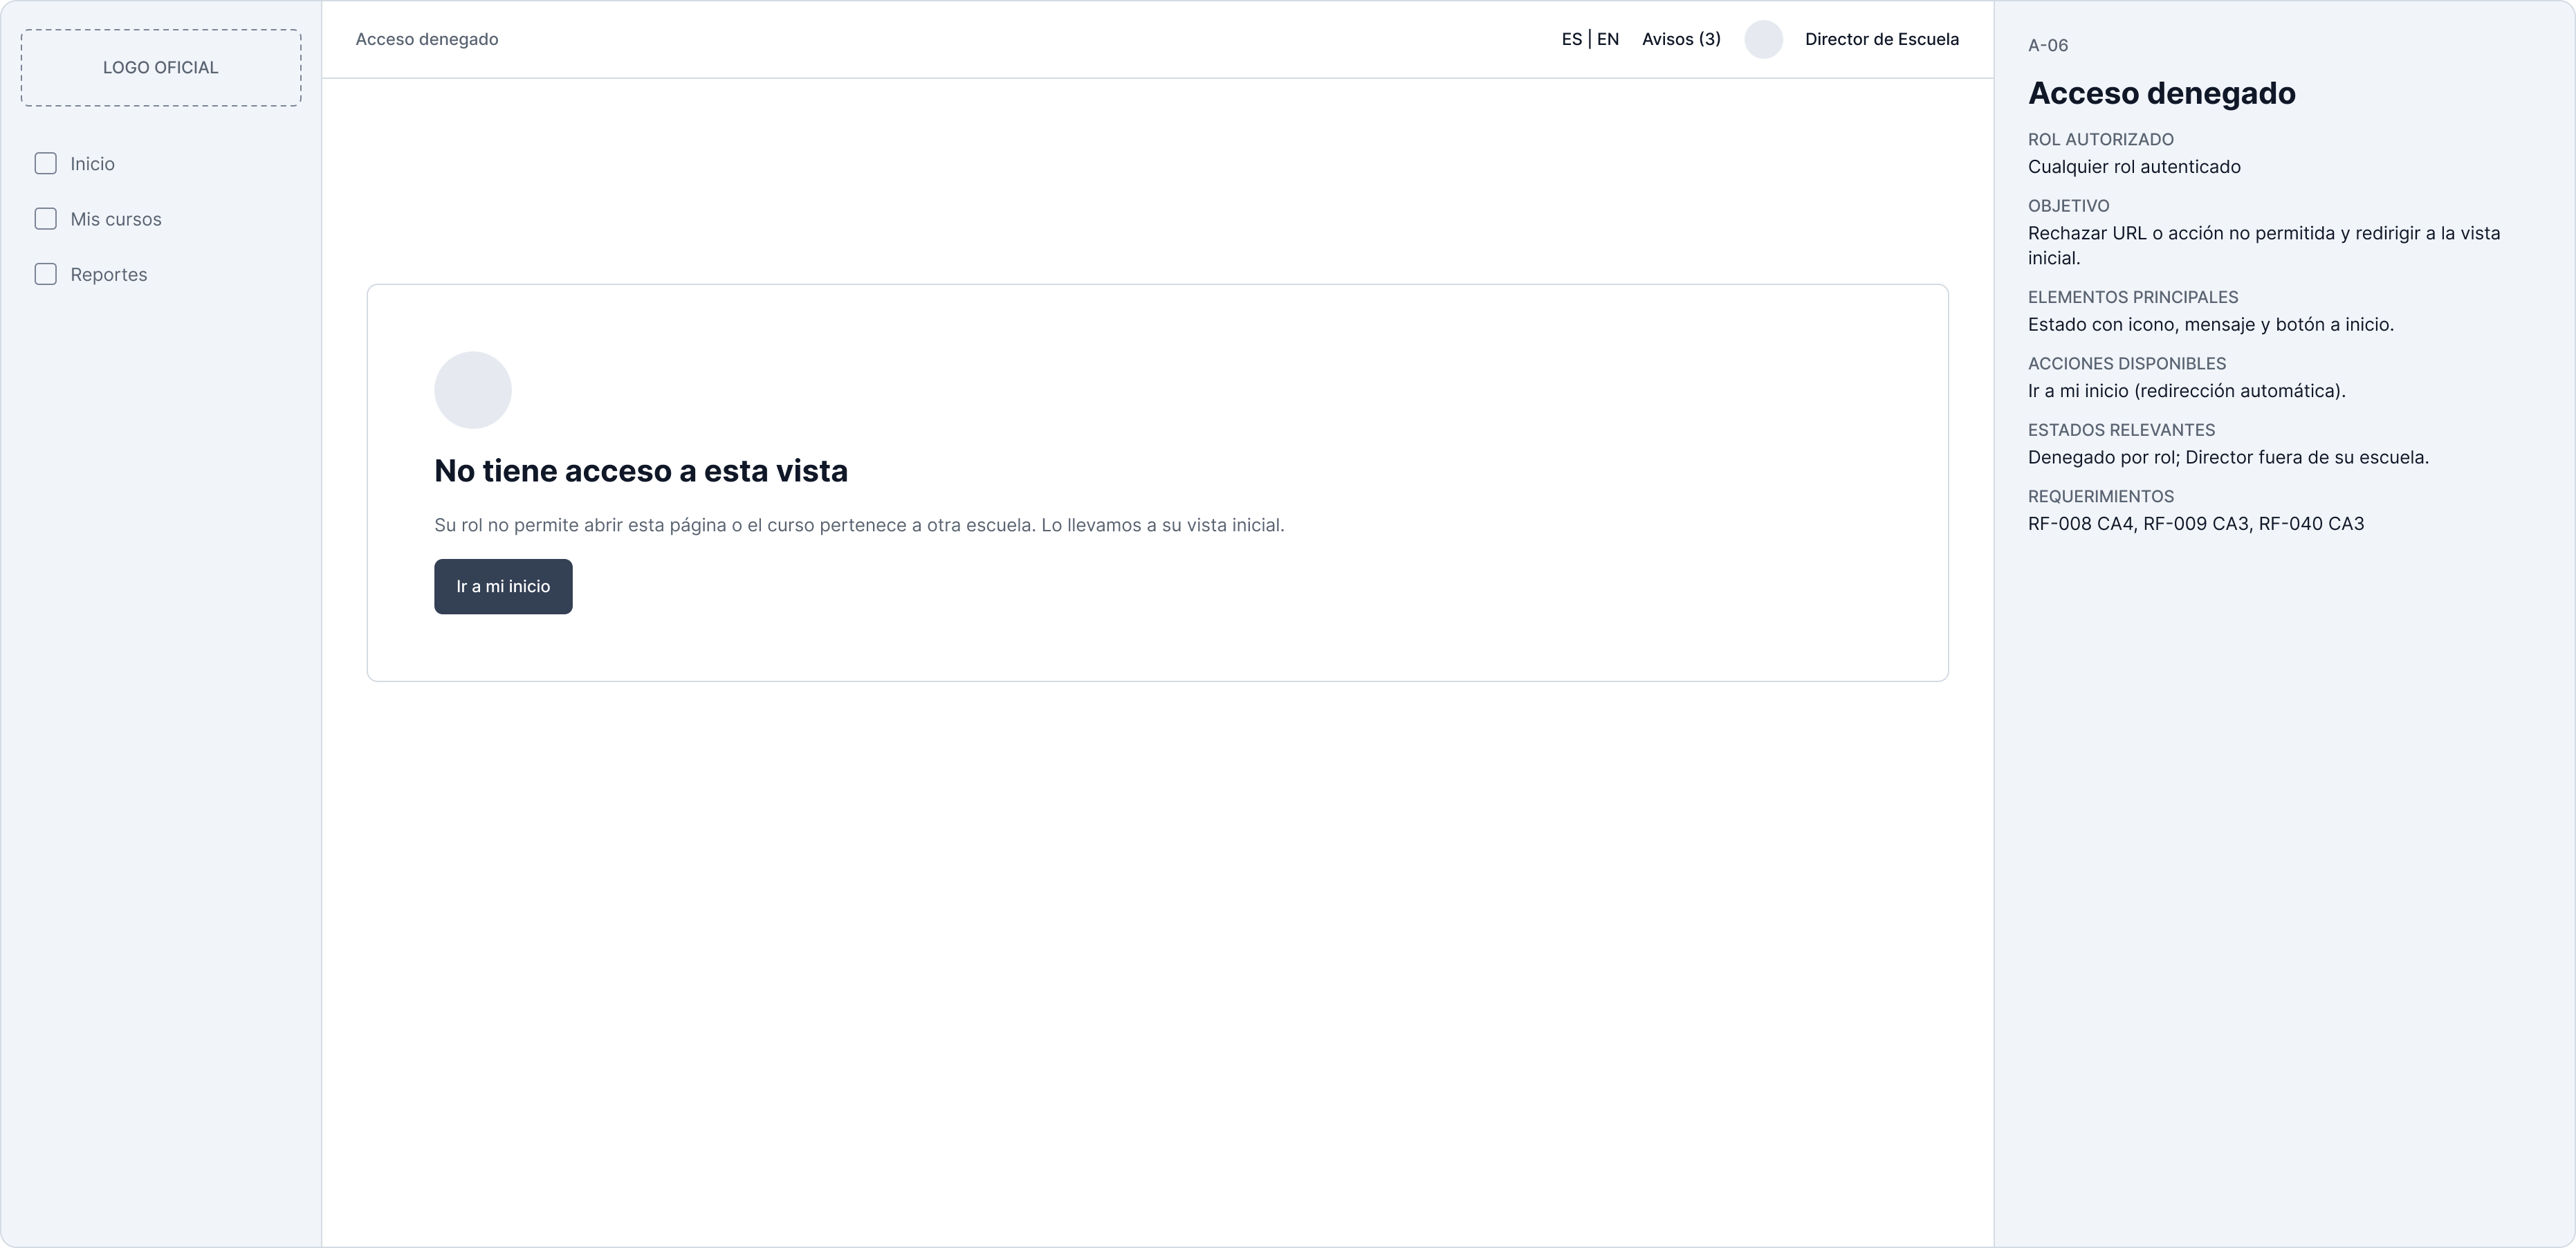 LOGO OFICIAL
Inicio
Mis cursos
Reportes
Acceso denegado
ES | EN
Avisos (3)
Director de Escuela
No tiene acceso a esta vista
Su rol no permite abrir esta página o el curso pertenece a otra escuela. Lo llevamos a su vista inicial.
Ir a mi inicio
A-06
Acceso denegado
ROL AUTORIZADO
Cualquier rol autenticado
OBJETIVO
Rechazar URL o acción no permitida y redirigir a la vista
inicial.
ELEMENTOS PRINCIPALES
Estado con icono, mensaje y botón a inicio.
ACCIONES DISPONIBLES
Ir a mi inicio (redirección automática).
ESTADOS RELEVANTES
Denegado por rol; Director fuera de su escuela.
REQUERIMIENTOS
RF-008 CA4, RF-009 CA3, RF-040 CA3